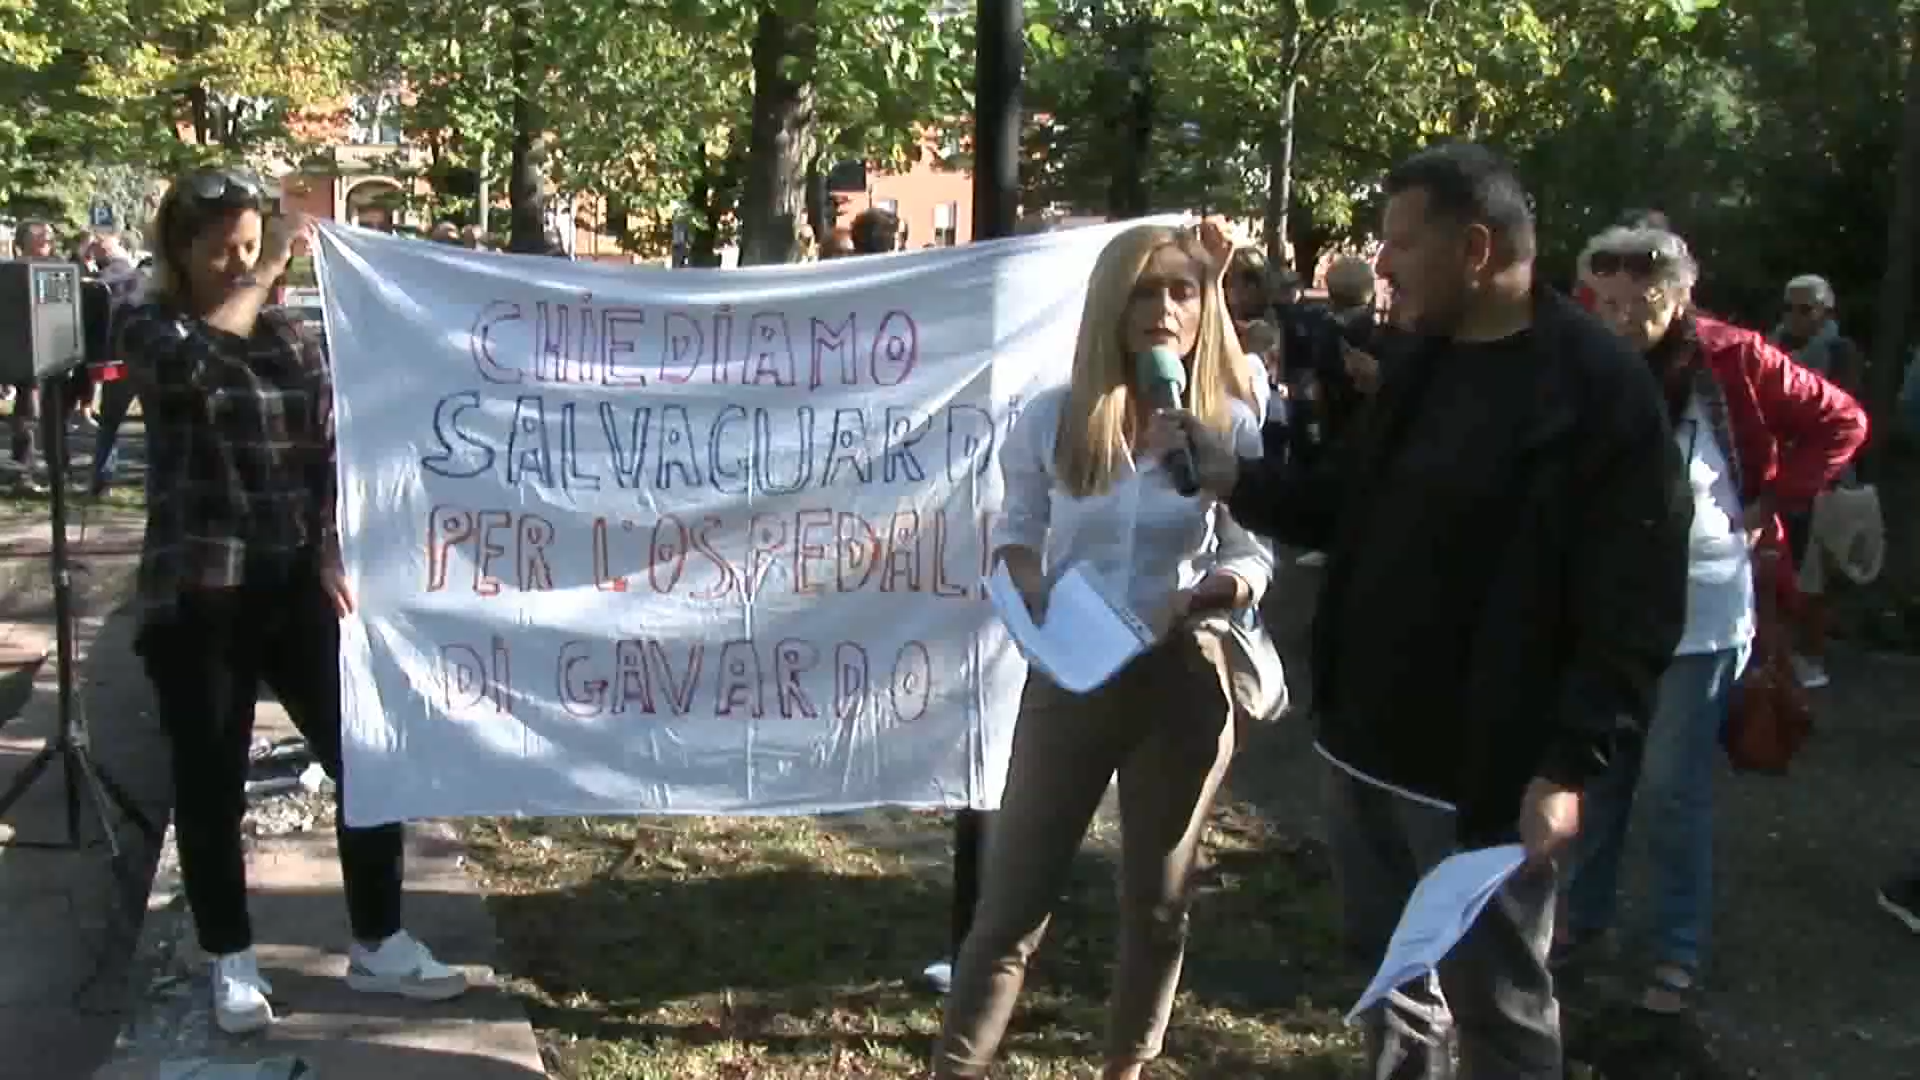 CHIEDIAMO
SALVAGUARDI
PER L'OSPEDALE
DI GAVARDO